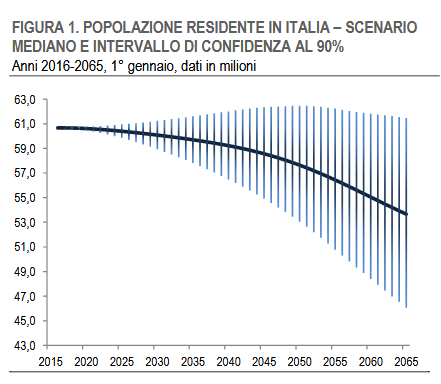 FIGURA 1. POPOLAZIONE RESIDENTE IN ITALIA – SCENARIO
MEDIANO E INTERVALLO DI CONFIDENZA AL 90%
Anni 2016-2065, 1° gennaio, dati in milioni
63,0
61,0
59,0
57,0
55,0
53,0
51,0
49,0
47,0
45,0
43,0
2015 2020 2025 2030 2035 2040 2045 2050 2055 2060 2065